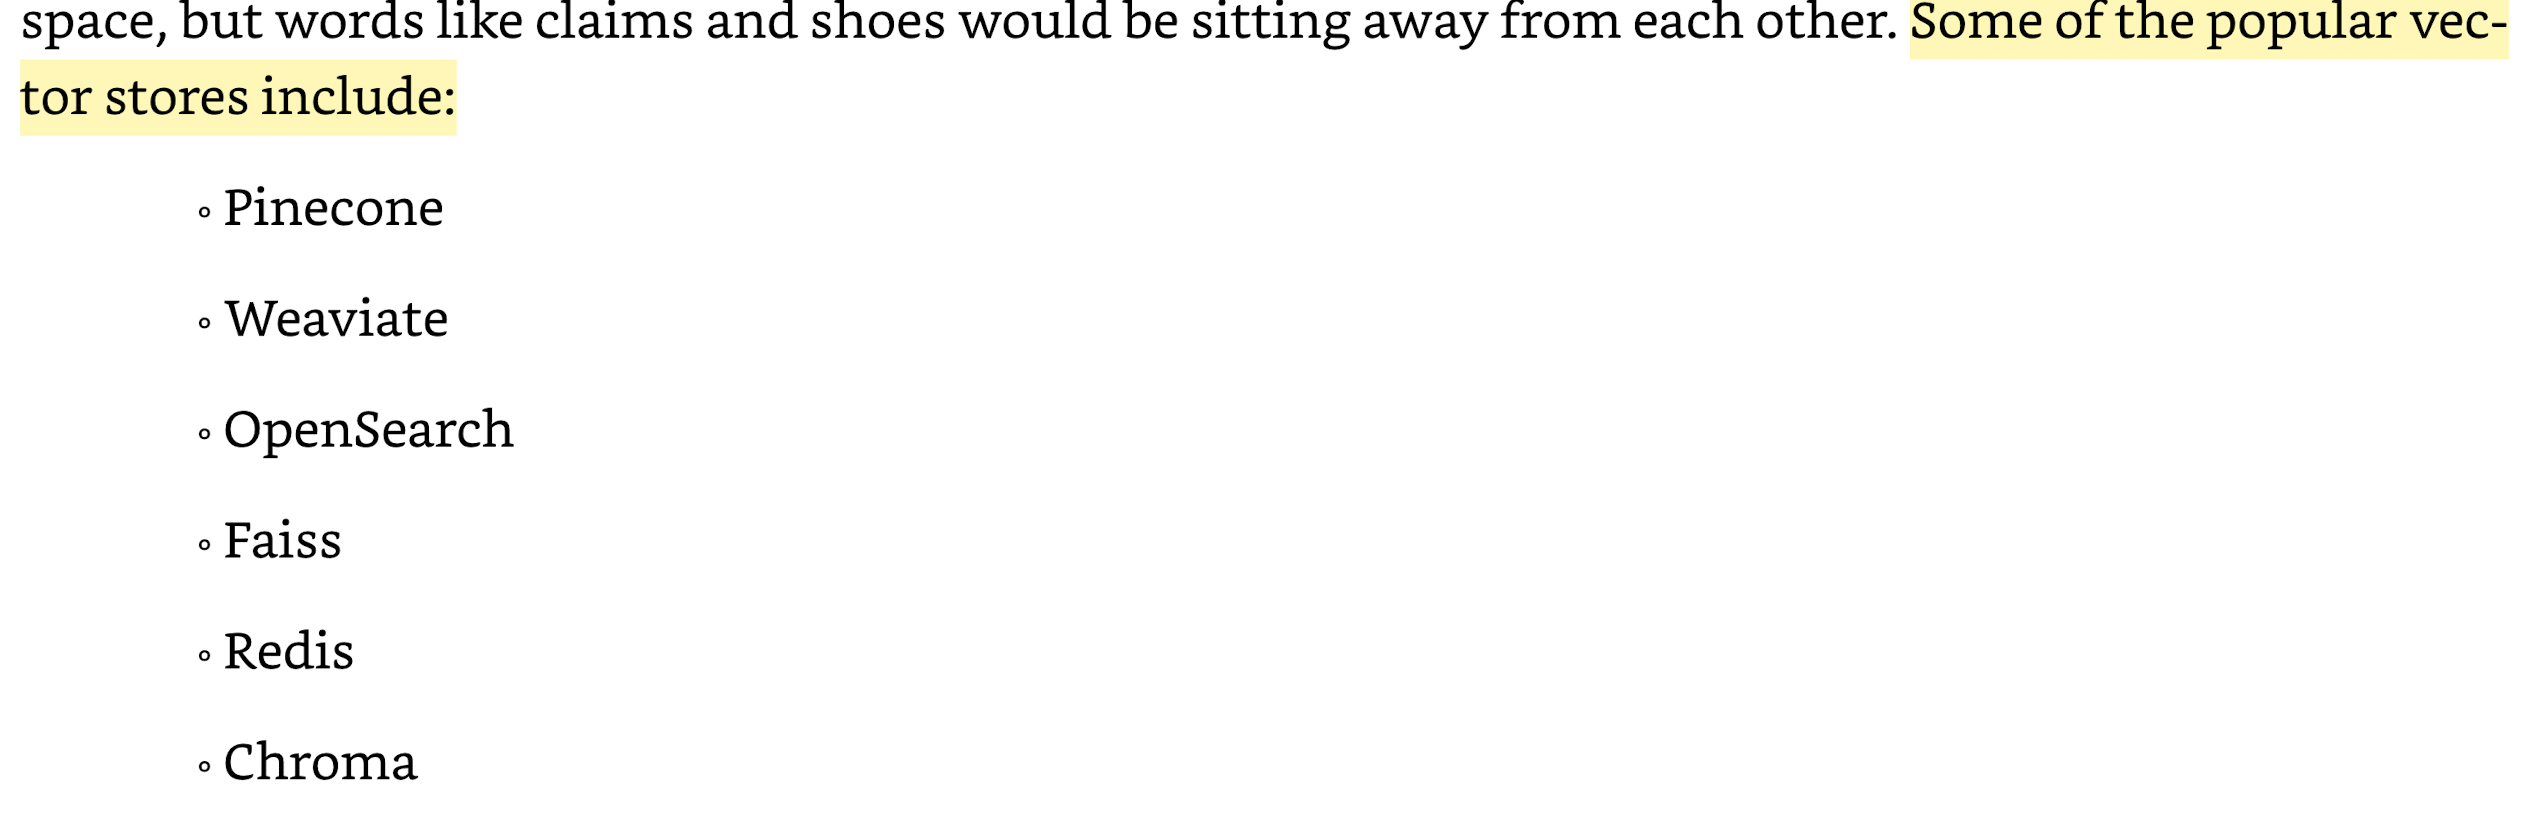 space, but words like claims and shoes would be sitting away from each other. Some of the popular vec-
tor stores include:
◦ Pinecone
◦ Weaviate
◦ OpenSearch
◦ Faiss
◦ Redis
◦ Chroma